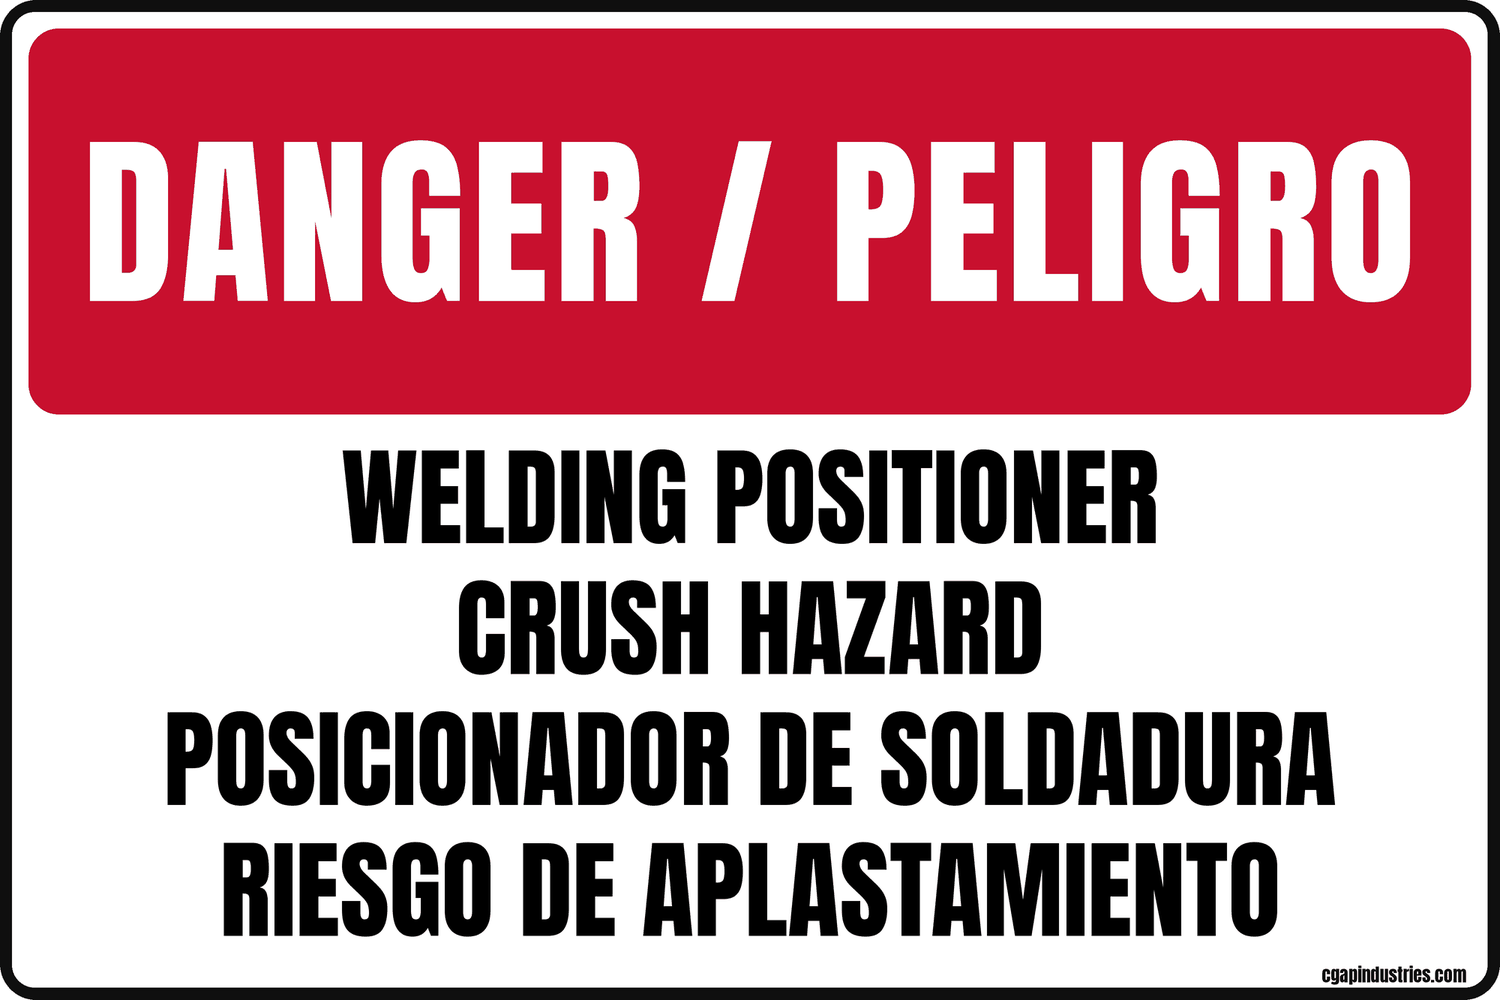 DANGER / PELIGRO
WELDING POSITIONER
CRUSH HAZARD
POSICIONADOR DE SOLDADURA
RIESGO DE APLASTAMIENTO
cgapindustries.com